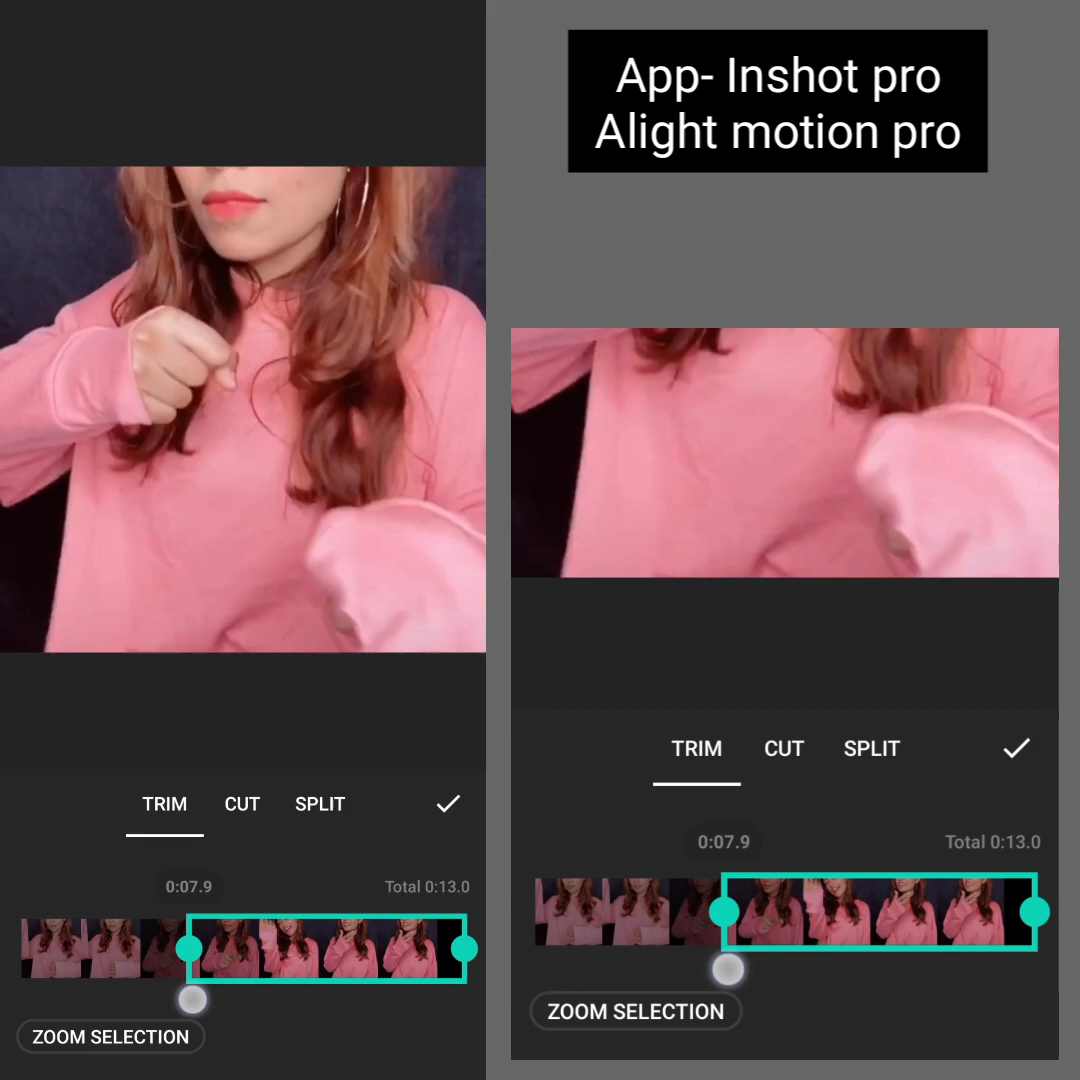 App- Inshot pro
Alight motion pro
TRIM CUT SPLIT
0:07.9 Total 0:13.0
ZOOM SELECTION
TRIM CUT SPLIT
0:07.9 Total 0:13.0
ZOOM SELECTION